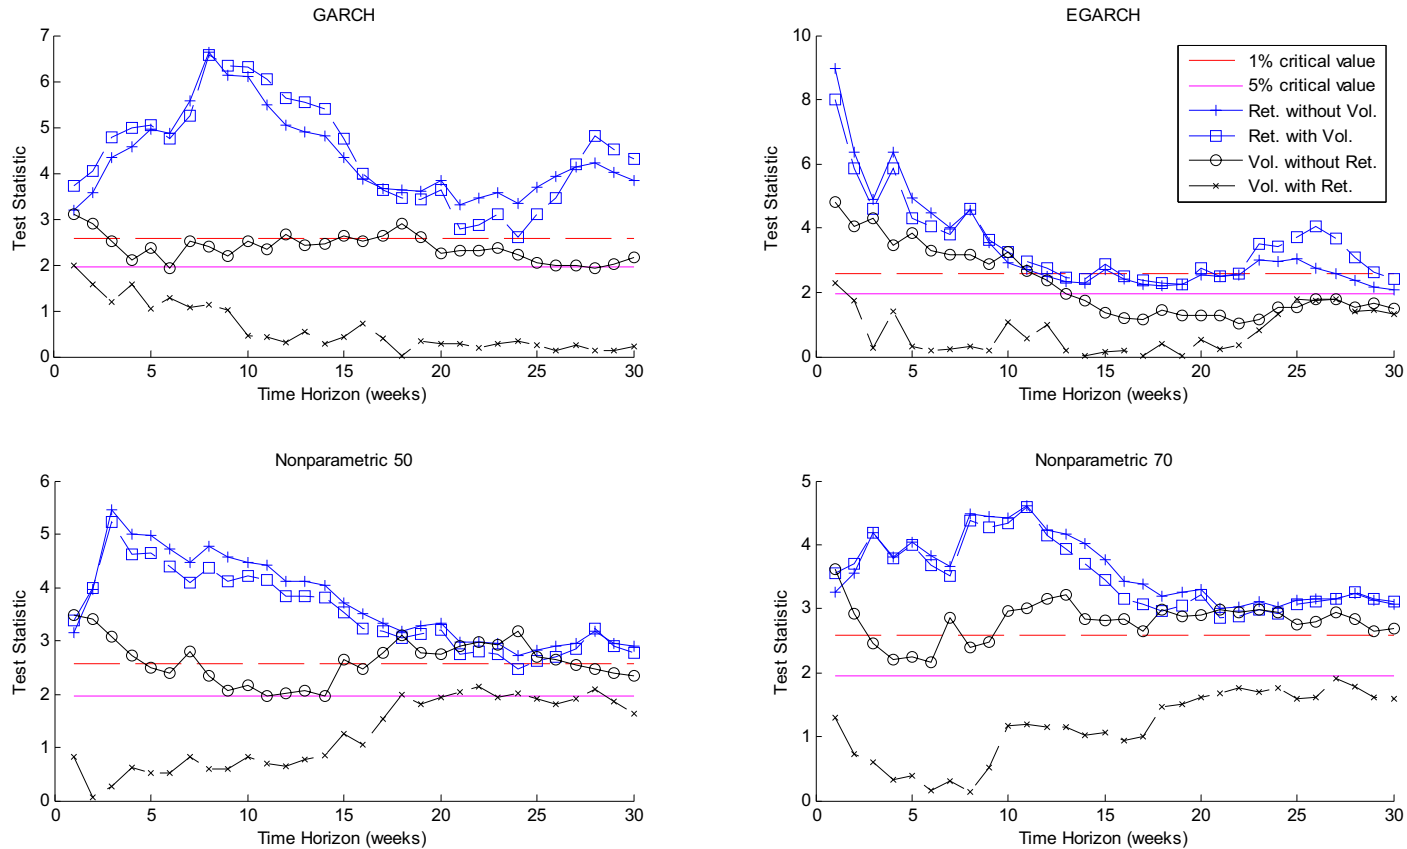 GARCH
7
6
5
4
3
2
1
0
Test Statistic
0 5 10 15 20 25 30
Time Horizon (weeks)
EGARCH
10
8
6
4
2
0
Test Statistic
0 5 10 15 20 25 30
Time Horizon (weeks)
1% critical value
5% critical value
Ret. without Vol.
Ret. with Vol.
Vol. without Ret.
Vol. with Ret.
Nonparametric 50
6
5
4
3
2
1
0
Test Statistic
0 5 10 15 20 25 30
Time Horizon (weeks)
Nonparametric 70
5
4
3
2
1
0
Test Statistic
0 5 10 15 20 25 30
Time Horizon (weeks)